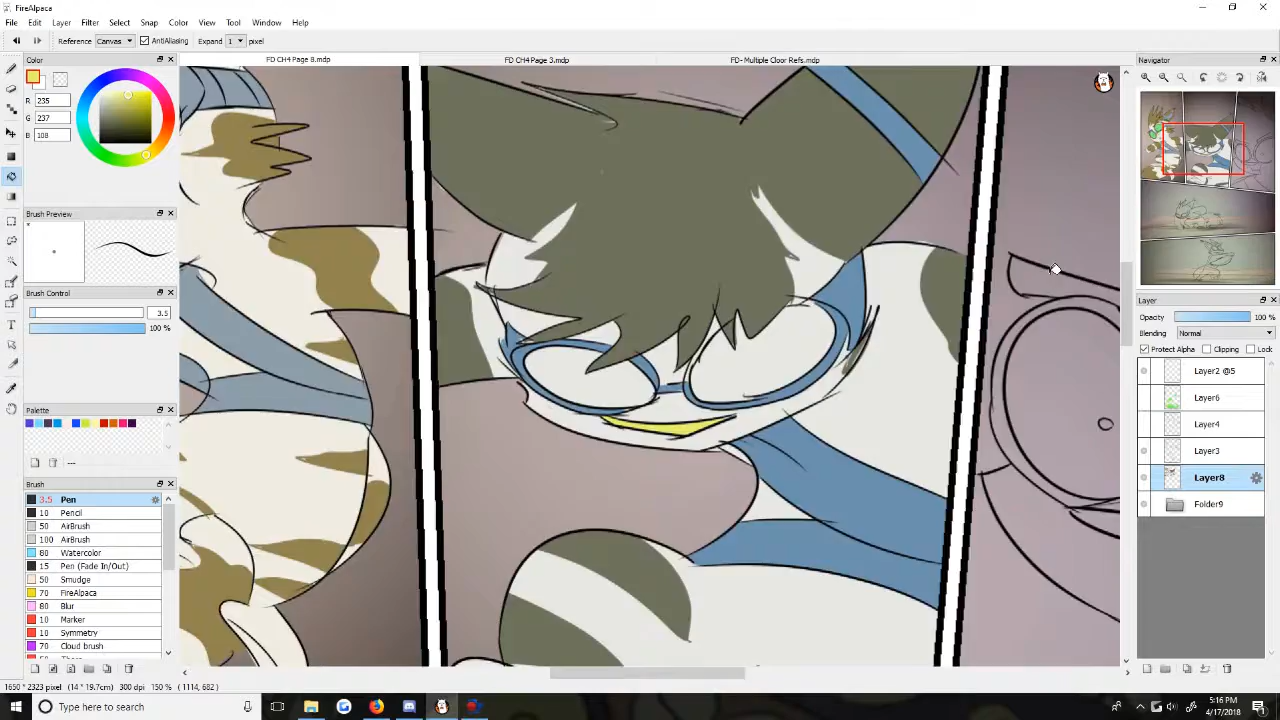 FireAlpaca
File Edit Layer Filter Select Snap Color View Tool Window Help
Reference Canvas AntiAliasing Expand 1 pixel
Color
FD CH4 Page 8.mdp FD CH4 Page 3.mdp FD- Multiple Cloor Refs.mdp
Navigator
R 235
G 237
B 108
Brush Preview
Brush Control
3.5
100 %
Layer
Opacity 100 %
Blending Normal
Protect Alpha Clipping Lock
Layer2 @5
Layer6
Layer4
Layer3
Layer8
Folder9
Palette
---
Brush
3.5 Pen
10 Pencil
50 AirBrush
100 AirBrush
80 Watercolor
15 Pen (Fade In/Out)
50 Smudge
70 FireAlpaca
80 Blur
10 Marker
10 Symmetry
70 Cloud brush
1650 * 2323 pixel (14 * 19.7cm) 300 dpi 150 % ( 1114, 682 )
Type here to search
5:16 PM
4/17/2018